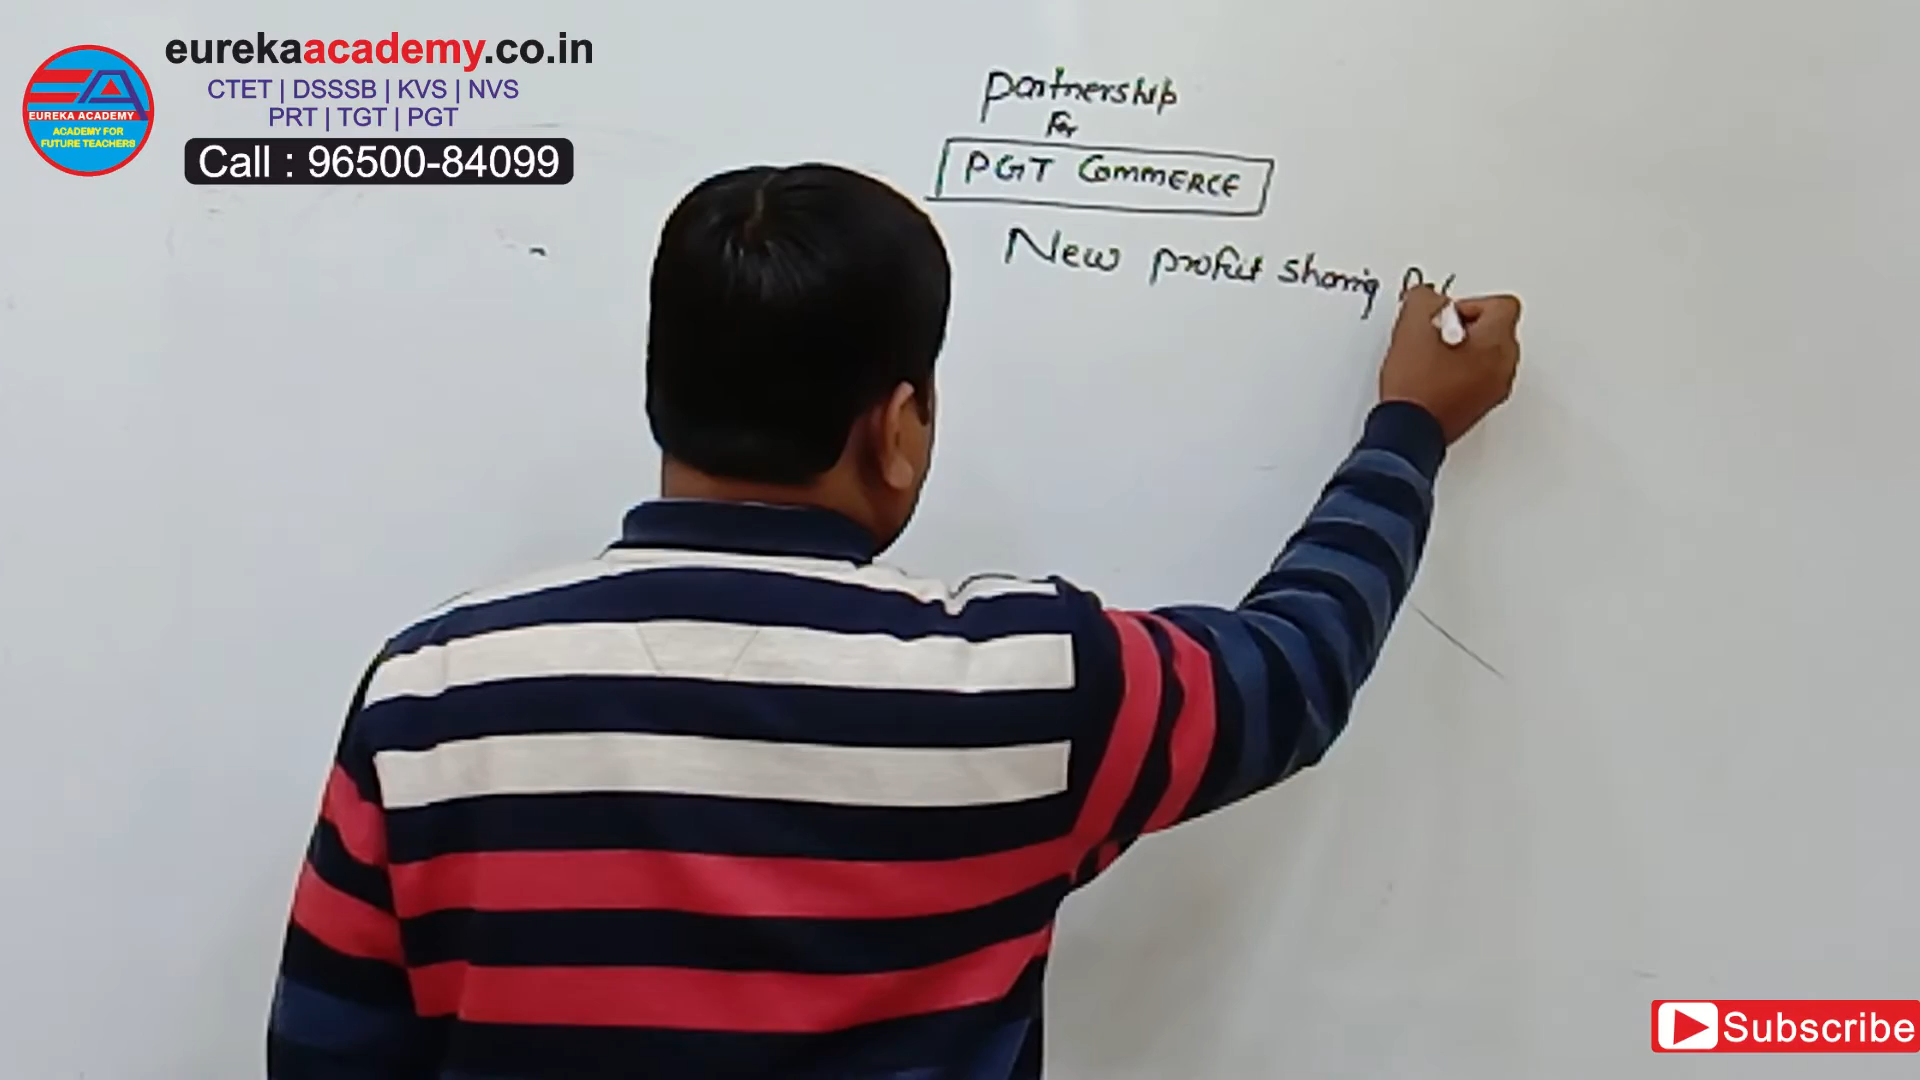 eurekaacademy.co.in
CTET | DSSSB | KVS | NVS
PRT | TGT | PGT
Call : 96500-84099
EUREKA ACADEMY
ACADEMY FOR
FUTURE TEACHERS
Partnership
For
PGT COMMERCE
New profit sharing
Subscribe